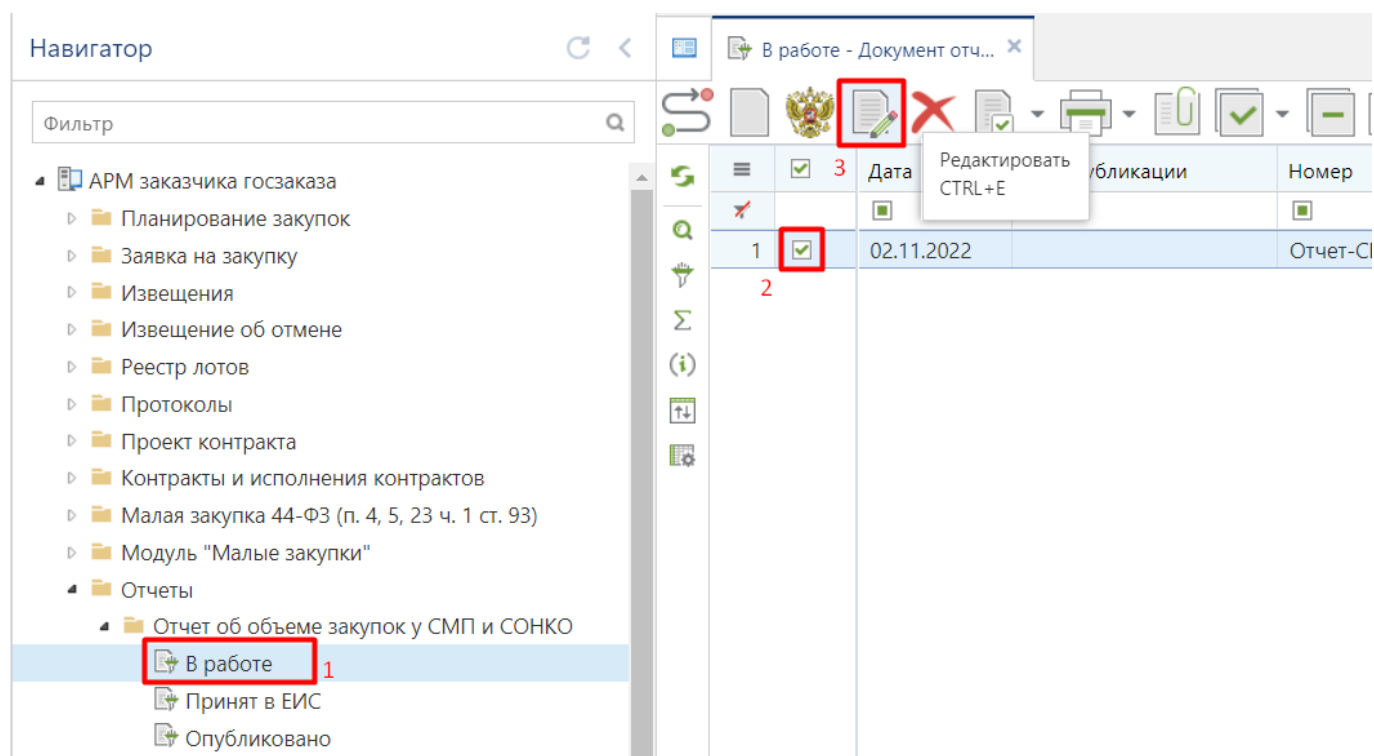 Навигатор
Фильтр
АРМ заказчика госзаказа
Планирование закупок
Заявка на закупку
Извещения
Извещение об отмене
Реестр лотов
Протоколы
Проект контракта
Контракты и исполнения контрактов
Малая закупка 44-ФЗ (п. 4, 5, 23 ч. 1 ст. 93)
Модуль "Малые закупки"
Отчеты
Отчет об объеме закупок у СМП и СОНКО
В работе 1
Принят в ЕИС
Опубликовано
В работе - Документ отч...
3 Дата убликации Номер
Редактировать
CTRL+E
1 02.11.2022 Отчет-СІ
2